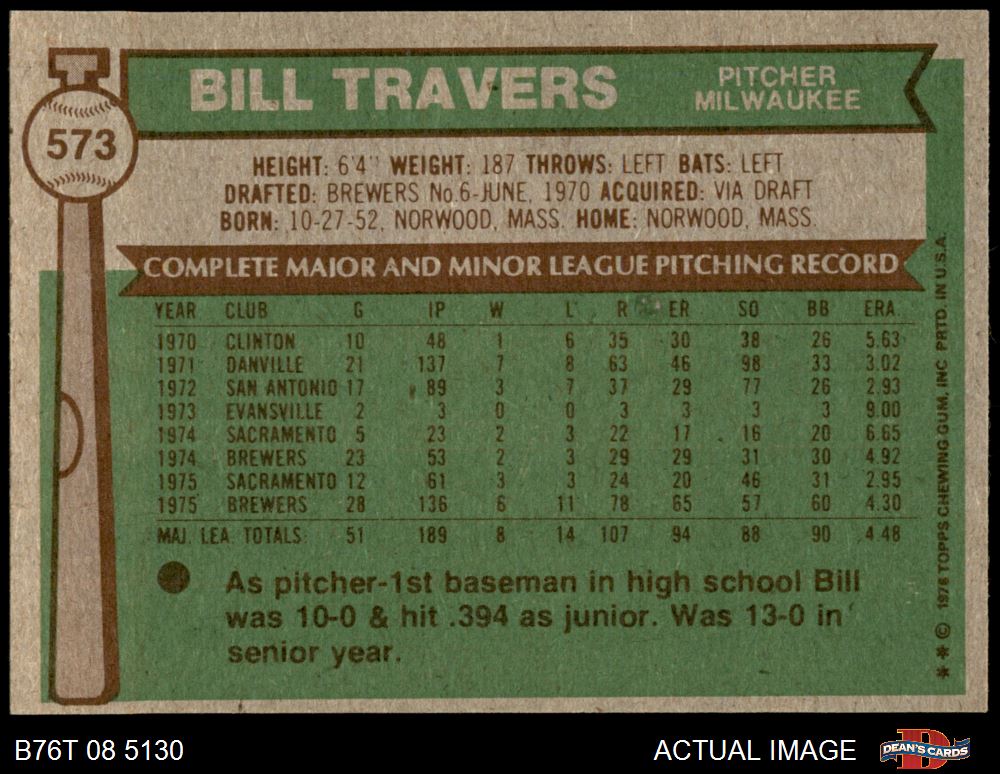 573
BILL TRAVERS
PITCHER
MILWAUKEE
HEIGHT: 6'4" WEIGHT: 187 THROWS: LEFT BATS: LEFT
DRAFTED: BREWERS No.6-JUNE, 1970 ACQUIRED: VIA DRAFT
BORN: 10-27-52, NORWOOD, MASS. HOME: NORWOOD, MASS.
COMPLETE MAJOR AND MINOR LEAGUE PITCHING RECORD
YEAR CLUB G IP W L R ER SO BB ERA
1970 CLINTON 10 48 1 6 35 30 38 26 5.63
1971 DANVILLE 21 137 7 8 63 46 98 33 3.02
1972 SAN ANTONIO 17 89 3 7 37 29 77 26 2.93
1973 EVANSVILLE 2 3 0 0 3 3 3 3 9.00
1974 SACRAMENTO 5 23 2 3 22 17 16 20 6.65
1974 BREWERS 23 53 2 3 29 29 31 30 4.92
1975 SACRAMENTO 12 61 3 3 24 20 46 31 2.95
1975 BREWERS 28 136 6 11 78 65 57 60 4.30
MAJ. LEA. TOTALS 51 189 8 14 107 94 88 90 4.48
As pitcher-1st baseman in high school Bill
was 10-0 & hit .394 as junior. Was 13-0 in
senior year.
* * © 1976 TOPPS CHEWING GUM, INC. PRTD. IN U.S.A.
B76T 08 5130
ACTUAL IMAGE
DEAN'S CARDS